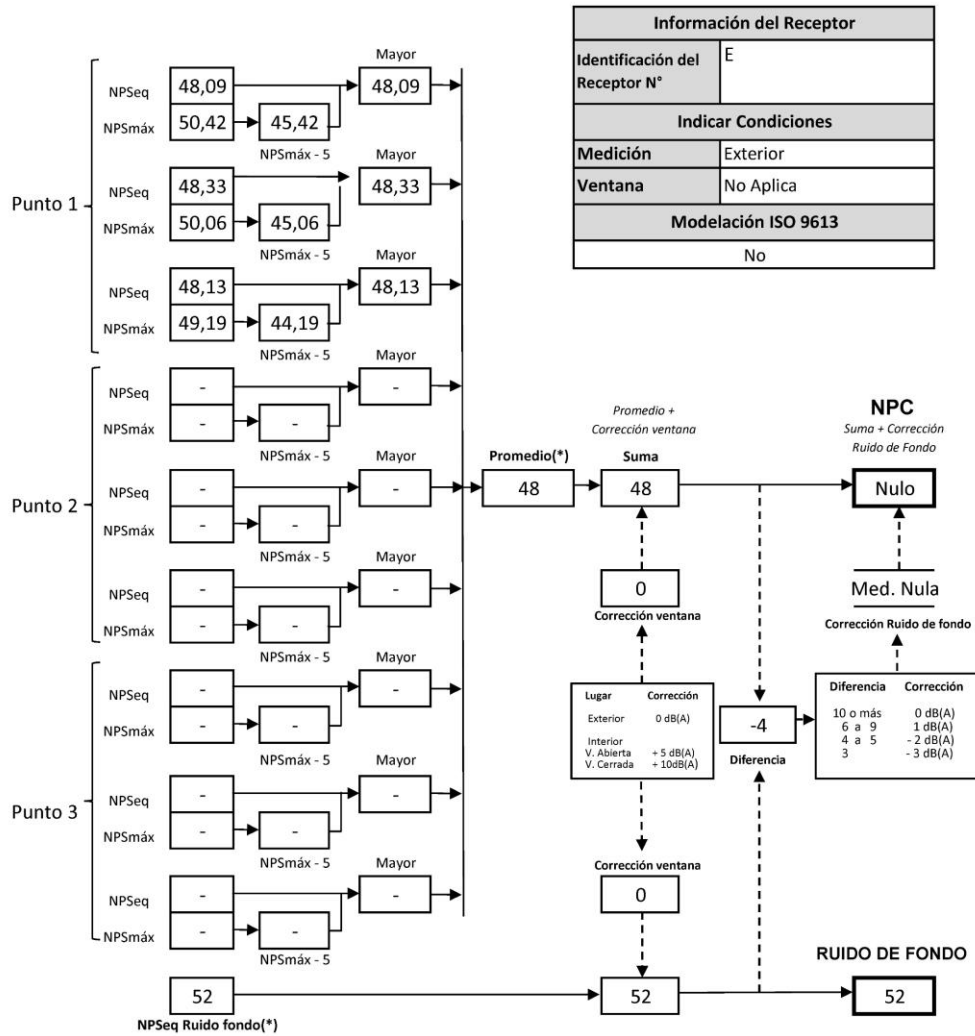 Información del Receptor
Identificación del Receptor N°
E
Indicar Condiciones
Medición
Exterior
Ventana
No Aplica
Modelación ISO 9613
No
Punto 1
Mayor
NPSeq
48,09
48,09
NPSmáx
50,42
45,42
NPSmáx - 5
Mayor
NPSeq
48,33
48,33
NPSmáx
50,06
45,06
NPSmáx - 5
Mayor
NPSeq
48,13
48,13
NPSmáx
49,19
44,19
NPSmáx - 5
Punto 2
Mayor
NPSeq
-
-
NPSmáx
-
-
NPSmáx - 5
Mayor
NPSeq
-
-
NPSmáx
-
-
NPSmáx - 5
Mayor
NPSeq
-
-
NPSmáx
-
-
NPSmáx - 5
Punto 3
Mayor
NPSeq
-
-
NPSmáx
-
-
NPSmáx - 5
Mayor
NPSeq
-
-
NPSmáx
-
-
NPSmáx - 5
Mayor
NPSeq
-
-
NPSmáx
-
-
NPSmáx - 5
Promedio(*)
48
Promedio +
Corrección ventana
Suma
48
NPC
Suma + Corrección
Ruido de Fondo
Nulo
0
Corrección ventana
Med. Nula
Corrección Ruido de fondo
Lugar Corrección
Exterior 0 dB(A)
Interior
V. Abierta + 5 dB(A)
V. Cerrada + 10dB(A)
-4
Diferencia
Diferencia Corrección
10 o más 0 dB(A)
6 a 9 1 dB(A)
4 a 5 - 2 dB(A)
3 - 3 dB(A)
Corrección ventana
0
52
NPSeq Ruido fondo(*)
52
RUIDO DE FONDO
52